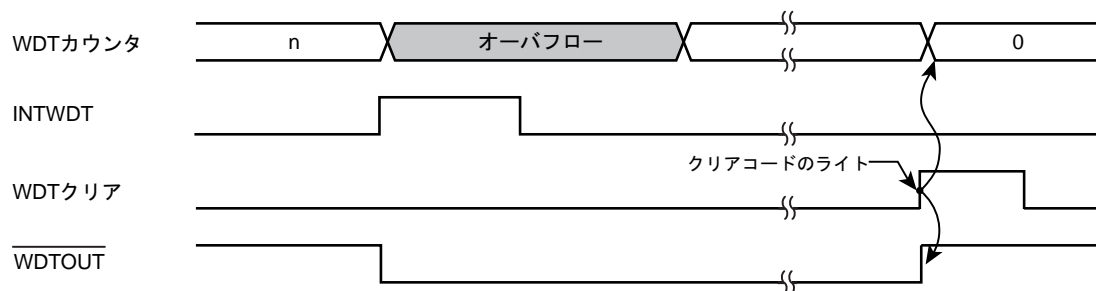 WDTカウンタ n オーバフロー 0
INTWDT
クリアコードのライト
WDTクリア
WDTOUT